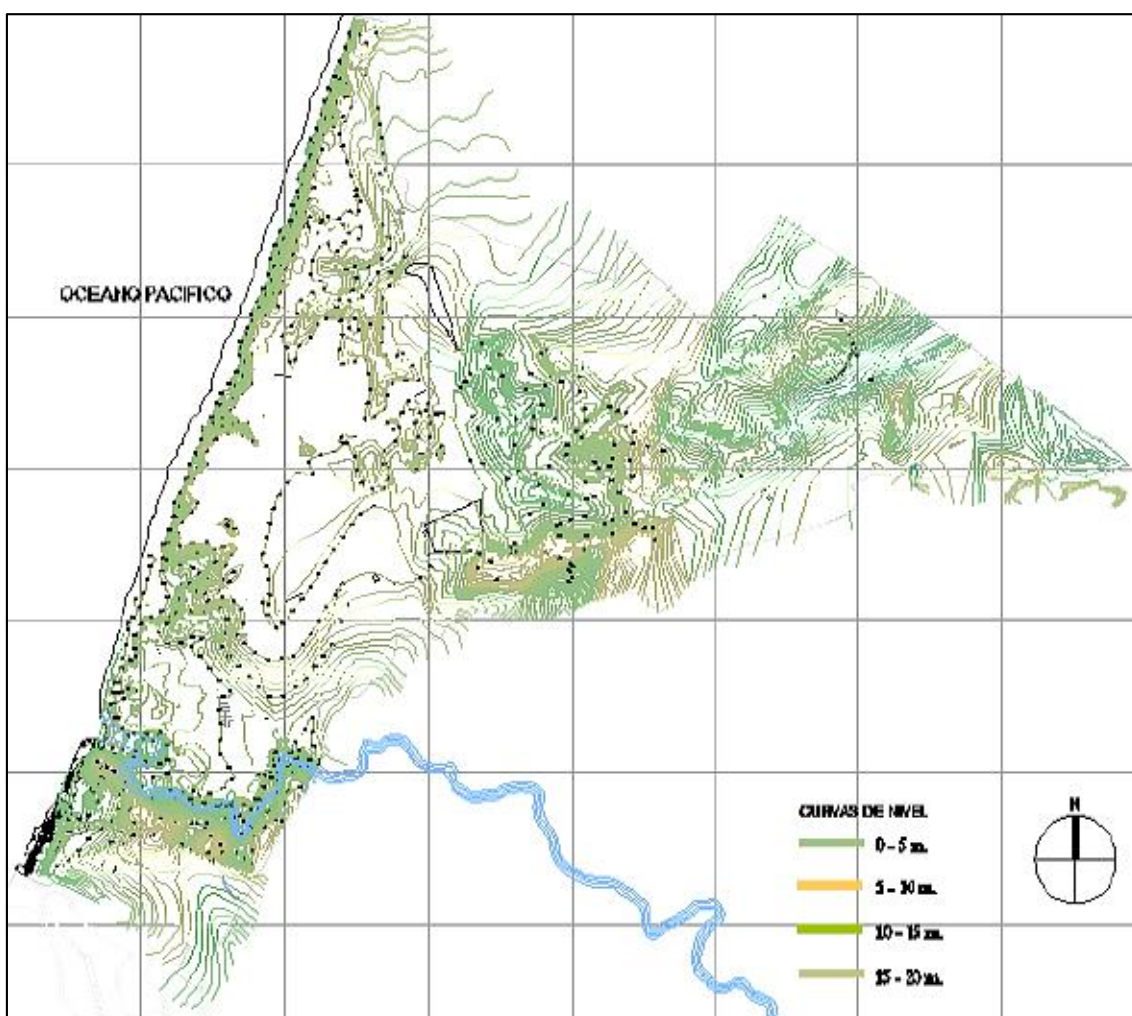 OCEANO PACIFICO
N
CURVAS DE NIVEL
0 - 5 m.
5 - 10 m.
10 - 15 m.
15 - 20 m.